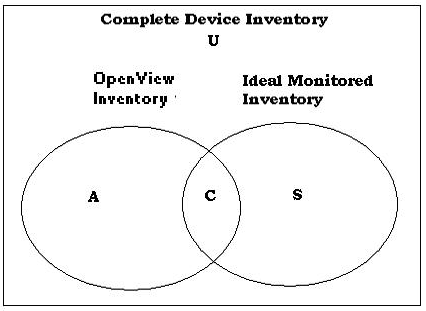 Complete Device Inventory
U
OpenView
Inventory
Ideal Monitored
Inventory
A
C
S